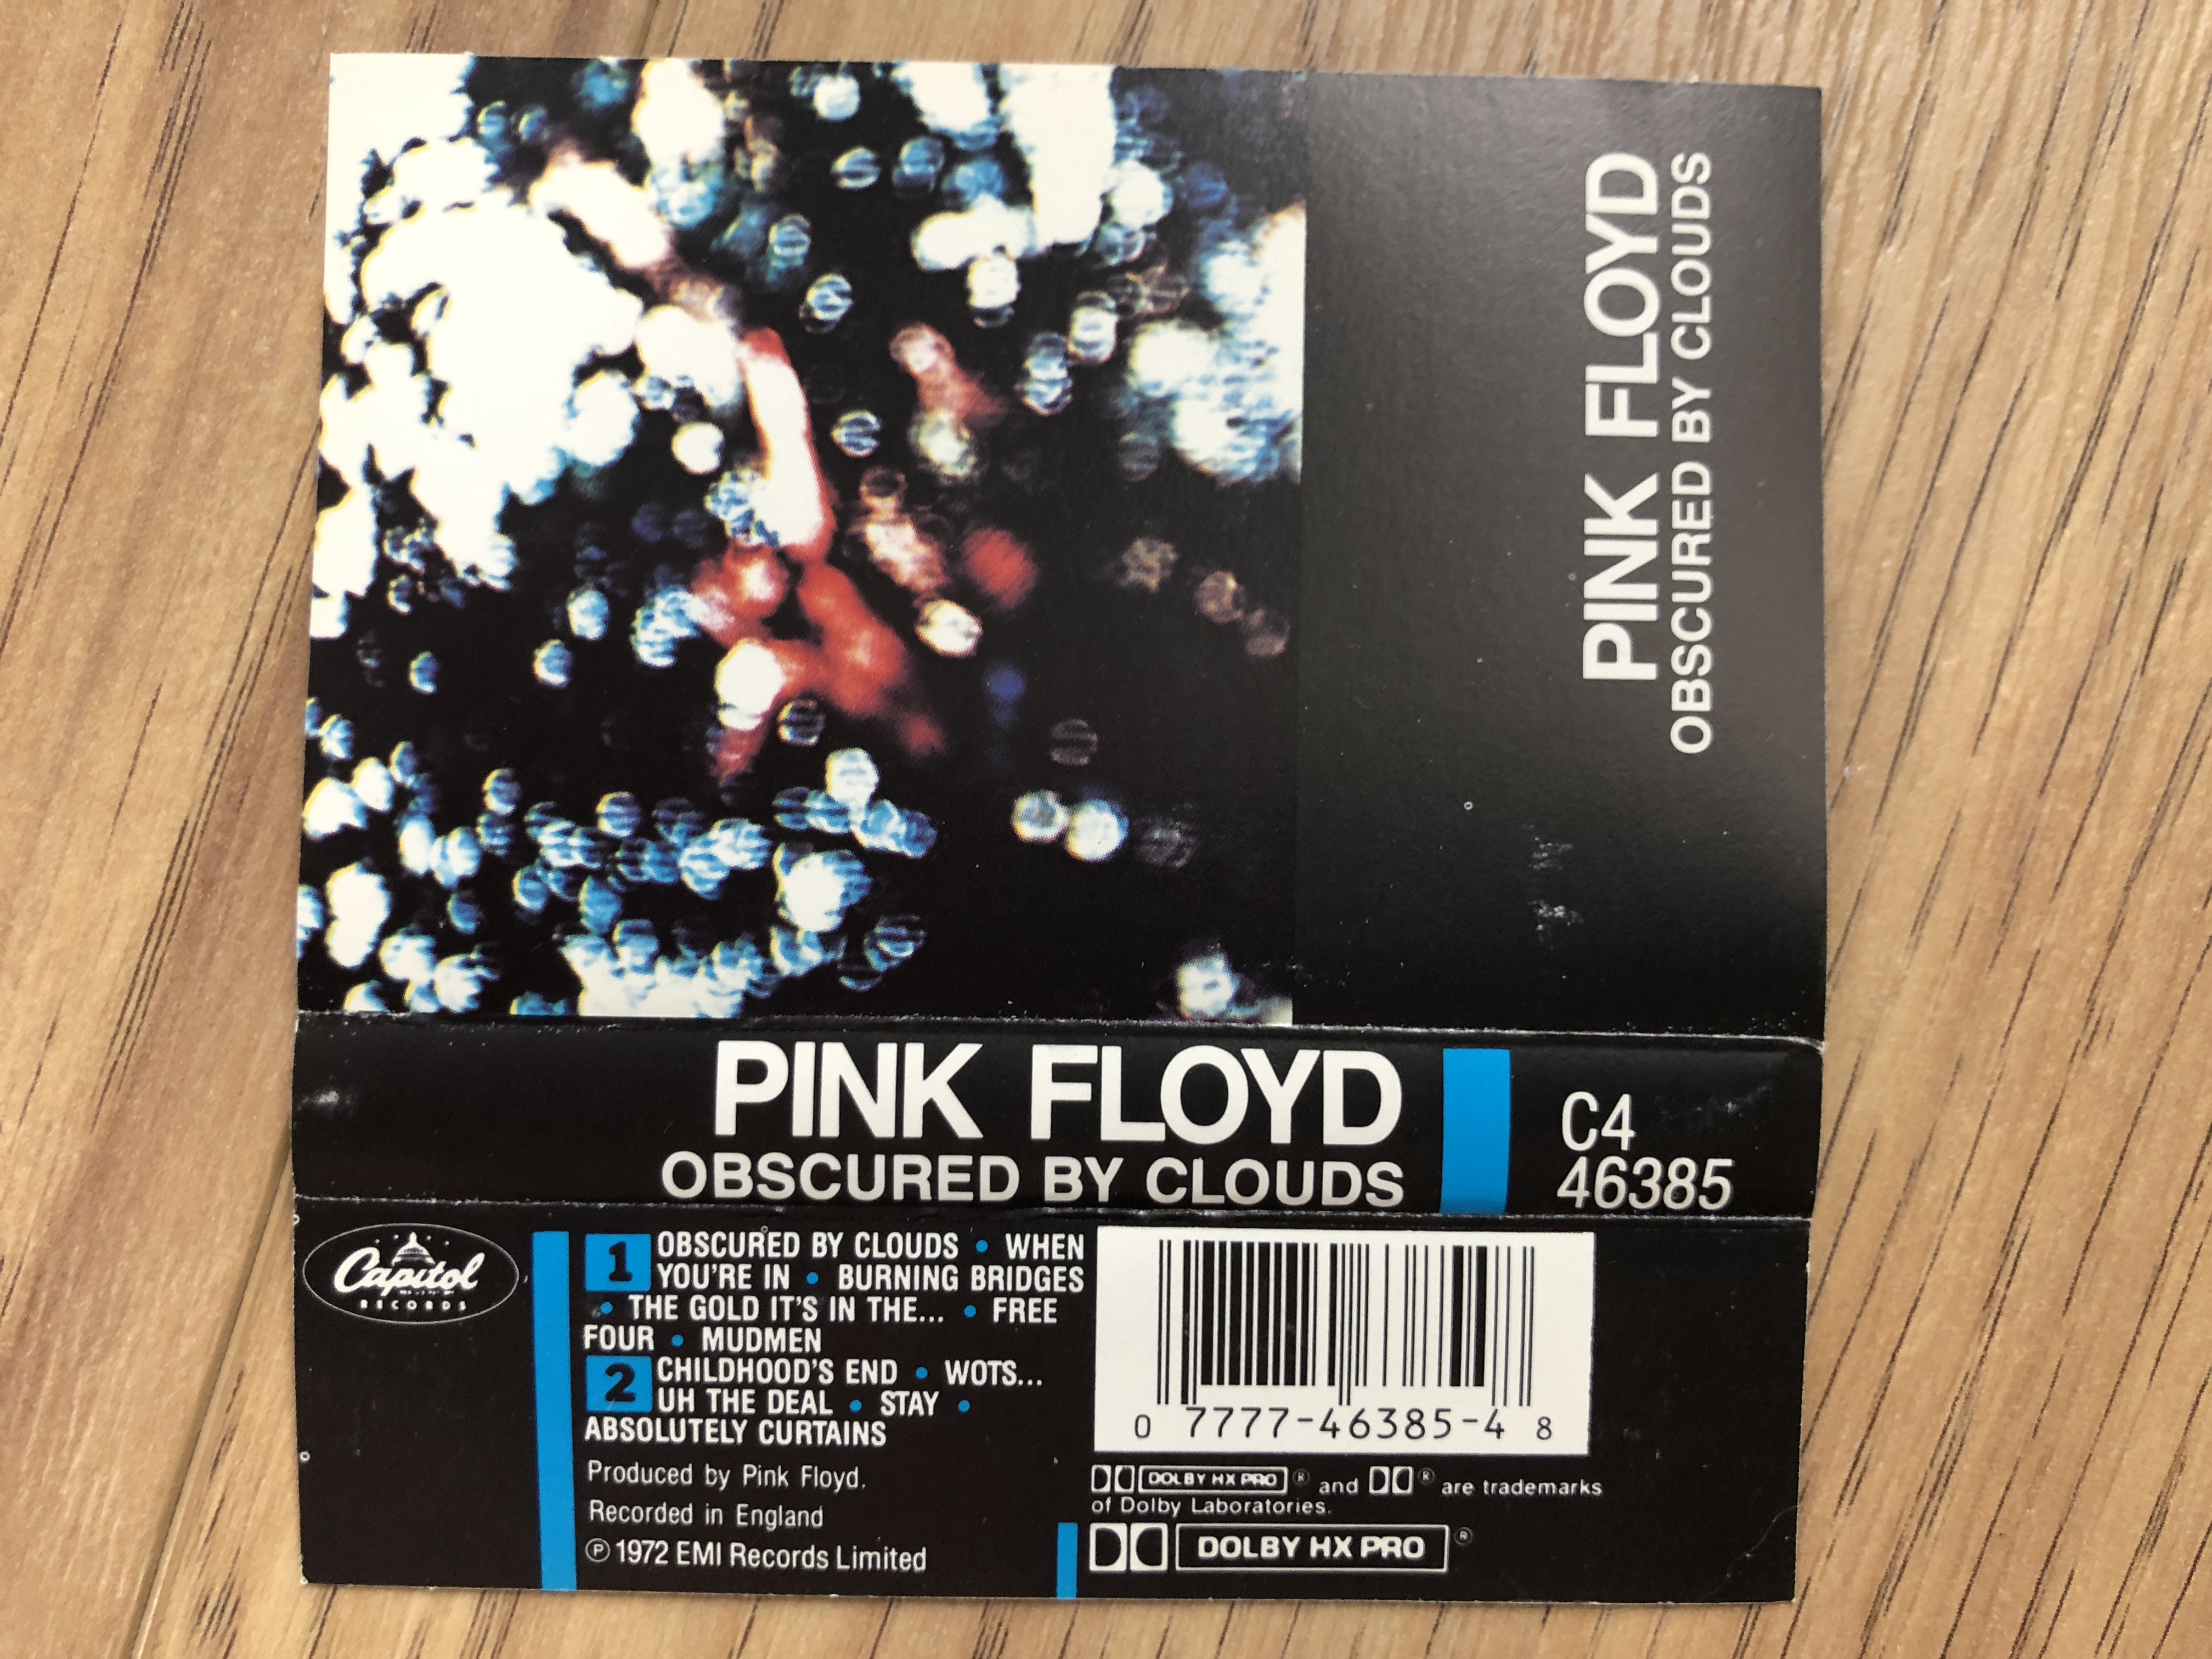 PINK FLOYD
OBSCURED BY CLOUDS
PINK FLOYD
OBSCURED BY CLOUDS
C4
46385
Capitol
RECORDS
1 OBSCURED BY CLOUDS • WHEN
YOU'RE IN • BURNING BRIDGES
• THE GOLD IT'S IN THE... • FREE
FOUR • MUDMEN
2 CHILDHOOD'S END • WOTS...
UH THE DEAL • STAY •
ABSOLUTELY CURTAINS
Produced by Pink Floyd.
Recorded in England
℗ 1972 EMI Records Limited
0 7777-46385-4 8
DOLBY HX PRO ® and ® are trademarks
of Dolby Laboratories.
DOLBY HX PRO ®